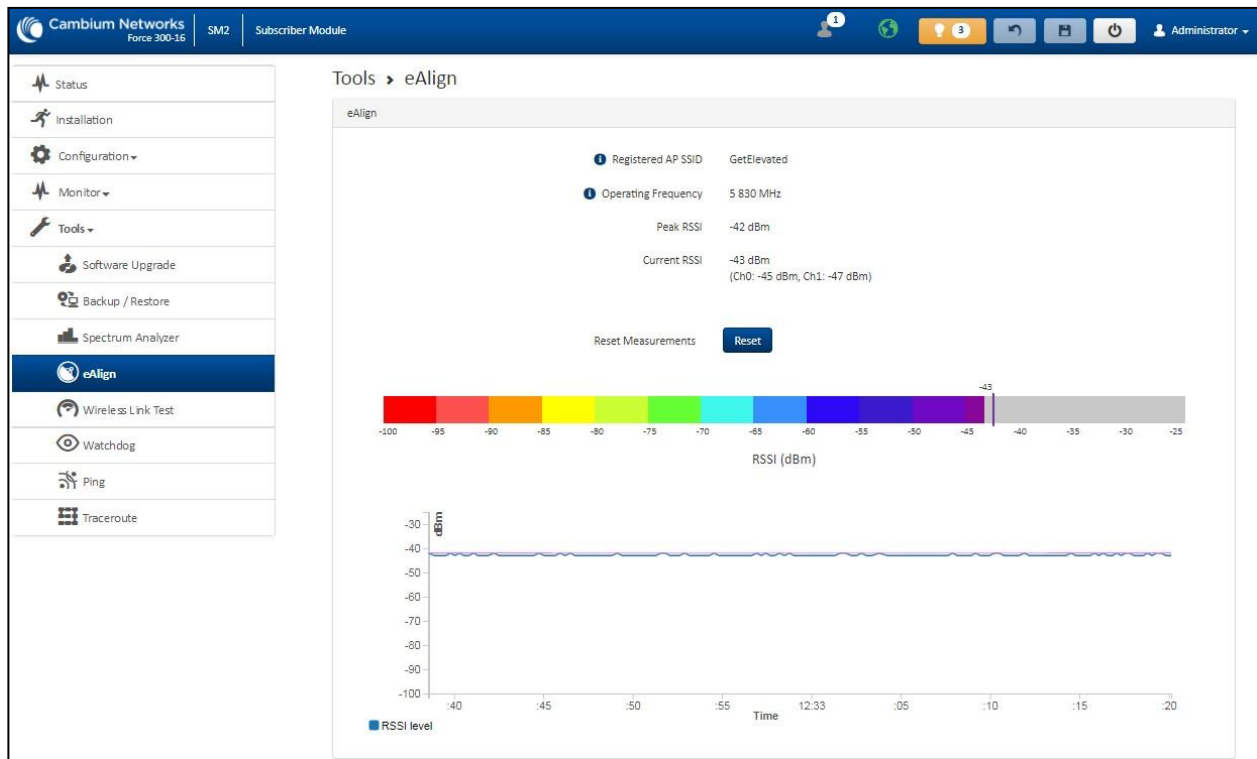 Cambium Networks
Force 300-16
SM2
Subscriber Module
1
3
Administrator
Status
Installation
Configuration
Monitor
Tools
Software Upgrade
Backup / Restore
Spectrum Analyzer
eAlign
Wireless Link Test
Watchdog
Ping
Traceroute
Tools > eAlign
eAlign
Registered AP SSID GetElevated
Operating Frequency 5 830 MHz
Peak RSSI -42 dBm
Current RSSI -43 dBm
(Ch0: -45 dBm, Ch1: -47 dBm)
Reset Measurements Reset
-43
-100 -95 -90 -85 -80 -75 -70 -65 -60 -55 -50 -45 -40 -35 -30 -25
RSSI (dBm)
dBm
-30
-40
-50
-60
-70
-80
-90
-100
:40 :45 :50 :55 12:33 :05 :10 :15 :20
Time
RSSI level